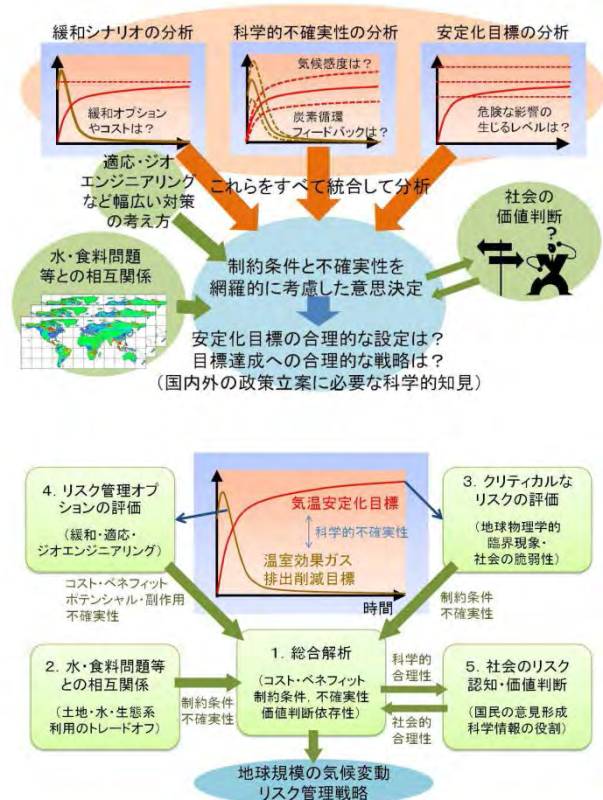 緩和シナリオの分析
科学的不確実性の分析
安定化目標の分析
緩和オプション
やコストは?
気候感度は?
炭素循環
フィードバックは?
危険な影響の
生じるレベルは?
適応・ジオ
エンジニアリング
など幅広い対策
の考え方
これらをすべて統合して分析
社会の
価値判断
?
水・食料問題
等との相互関係
制約条件と不確実性を
網羅的に考慮した意思決定
安定化目標の合理的な設定は?
目標達成への合理的な戦略は?
(国内外の政策立案に必要な科学的知見)
4. リスク管理オ
プションの評価
(緩和・適応・
ジオエンジニアリング)
気温安定化目標
科学的不確実性
温室効果ガス
排出削減目標
時間
3. クリティカルな
リスクの評価
(地球物理学的
臨界現象・
社会の脆弱性)
コスト・ベネフィット
ポテンシャル・副作用
不確実性
制約条件
不確実性
2. 水・食料問題等
との相互関係
(土地・水・生態系
利用のトレードオフ)
制約条件
不確実性
1. 総合解析
(コスト・ベネフィット
制約条件, 不確実性
価値判断依存性)
科学的
合理性
社会的
合理性
5. 社会のリスク
認知・価値判断
(国民の意見形成
科学情報の役割)
地球規模の気候変動
リスク管理戦略